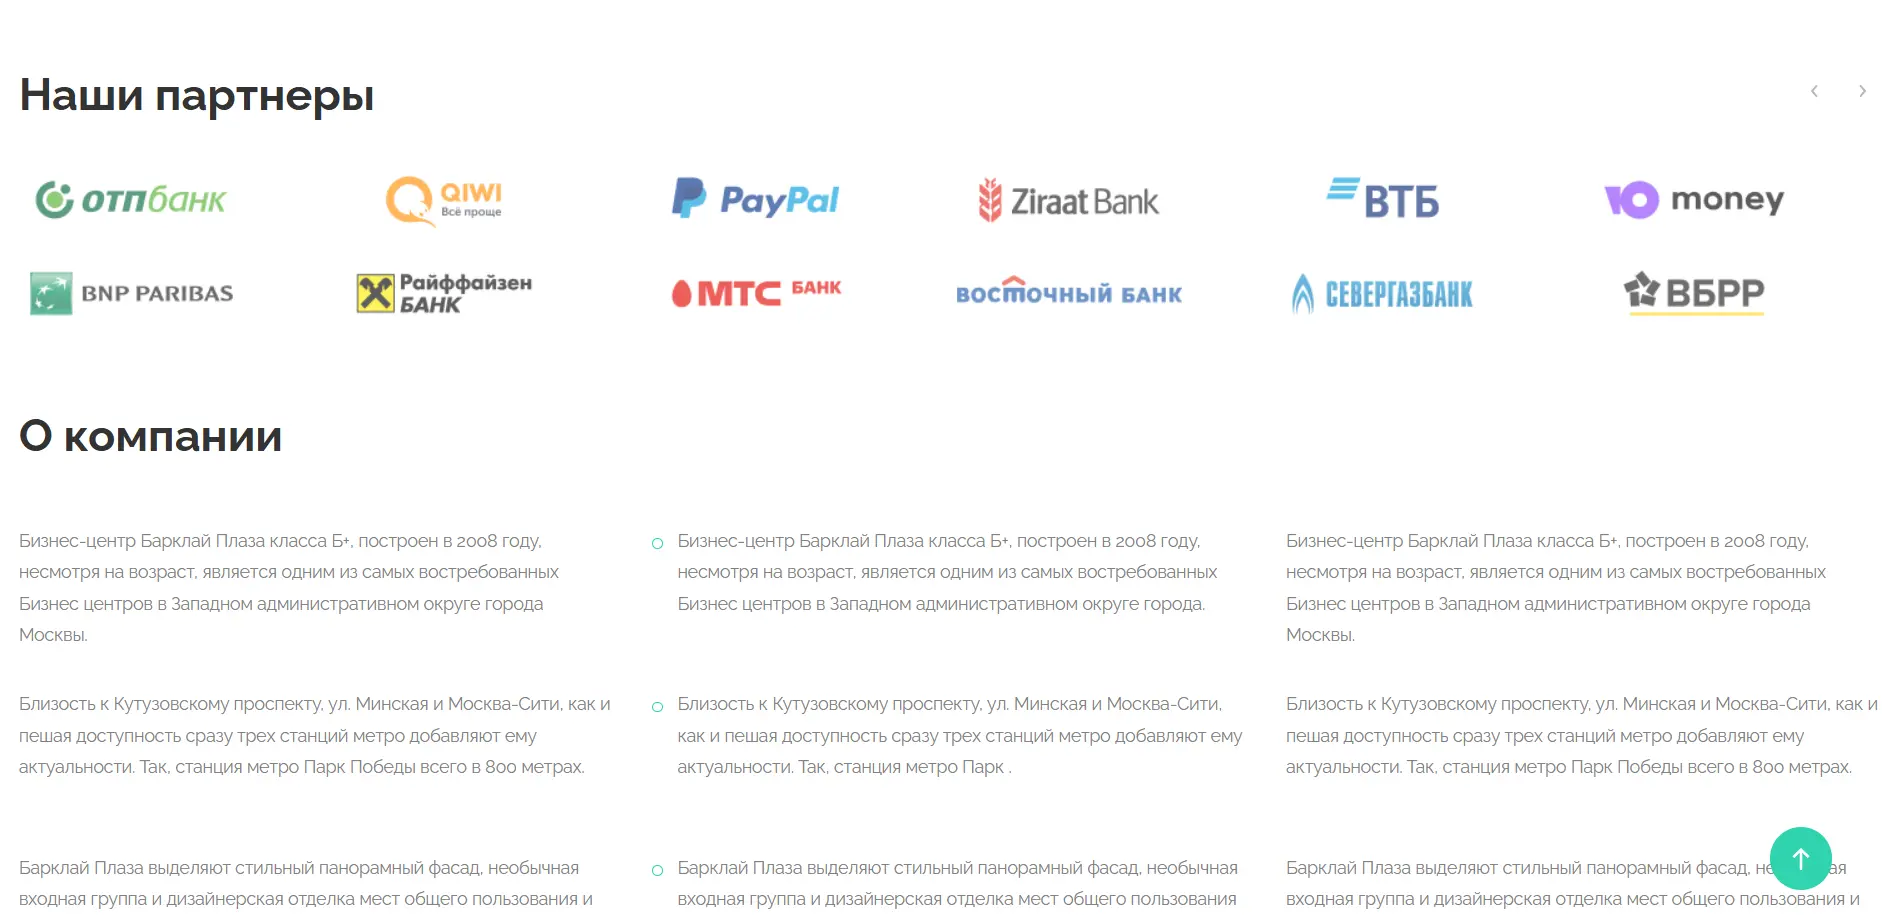 Наши партнеры
отпбанк
QIWI
Всё проще
PayPal
Ziraat Bank
ВТБ
Ю money
BNP PARIBAS
Райффайзен
БАНК
МТС БАНК
ВОСТОЧНЫЙ БАНК
СЕВЕРГАЗБАНК
ВБРР
О компании
Бизнес-центр Барклай Плаза класса Б+, построен в 2008 году,
несмотря на возраст, является одним из самых востребованных
Бизнес центров в Западном административном округе города
Москвы.
Близость к Кутузовскому проспекту, ул. Минская и Москва-Сити, как и
пешая доступность сразу трех станций метро добавляют ему
актуальности. Так, станция метро Парк Победы всего в 800 метрах.
Барклай Плаза выделяют стильный панорамный фасад, необычная
входная группа и дизайнерская отделка мест общего пользования и
Бизнес-центр Барклай Плаза класса Б+, построен в 2008 году,
несмотря на возраст, является одним из самых востребованных
Бизнес центров в Западном административном округе города.
Близость к Кутузовскому проспекту, ул. Минская и Москва-Сити,
как и пешая доступность сразу трех станций метро добавляют ему
актуальности. Так, станция метро Парк .
Барклай Плаза выделяют стильный панорамный фасад, необычная
входная группа и дизайнерская отделка мест общего пользования
Бизнес-центр Барклай Плаза класса Б+, построен в 2008 году,
несмотря на возраст, является одним из самых востребованных
Бизнес центров в Западном административном округе города
Москвы.
Близость к Кутузовскому проспекту, ул. Минская и Москва-Сити, как и
пешая доступность сразу трех станций метро добавляют ему
актуальности. Так, станция метро Парк Победы всего в 800 метрах.
Барклай Плаза выделяют стильный панорамный фасад,
входная группа и дизайнерская отделка мест общего пользования и